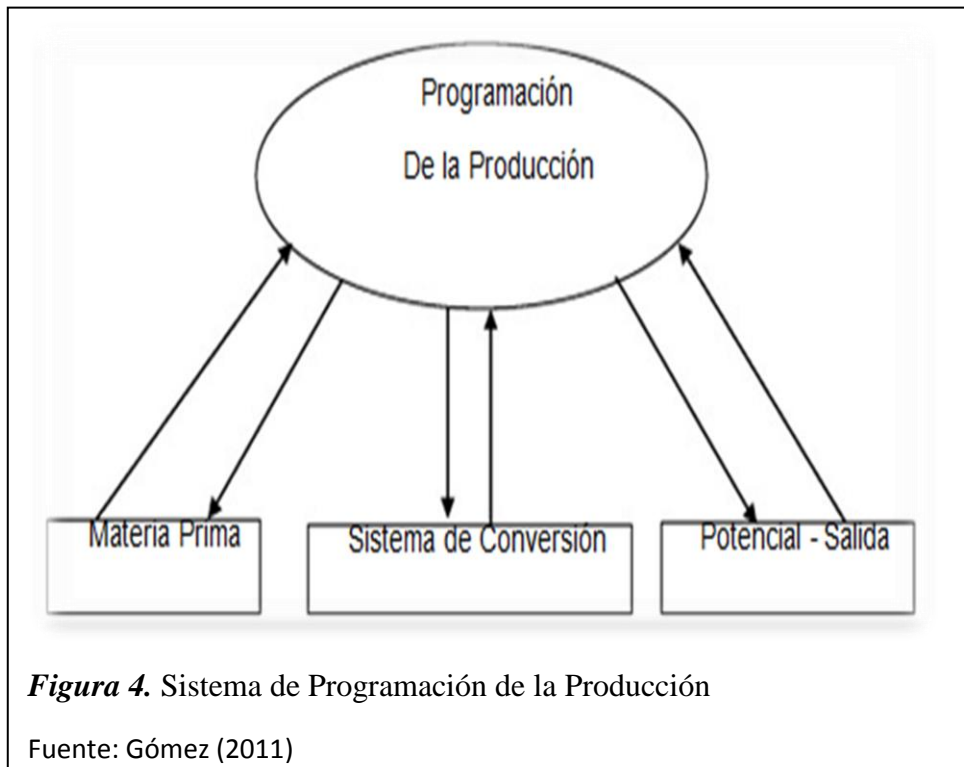 Programación
De la Producción
Materia Prima
Sistema de Conversión
Potencial - Salida
Figura 4. Sistema de Programación de la Producción
Fuente: Gómez (2011)